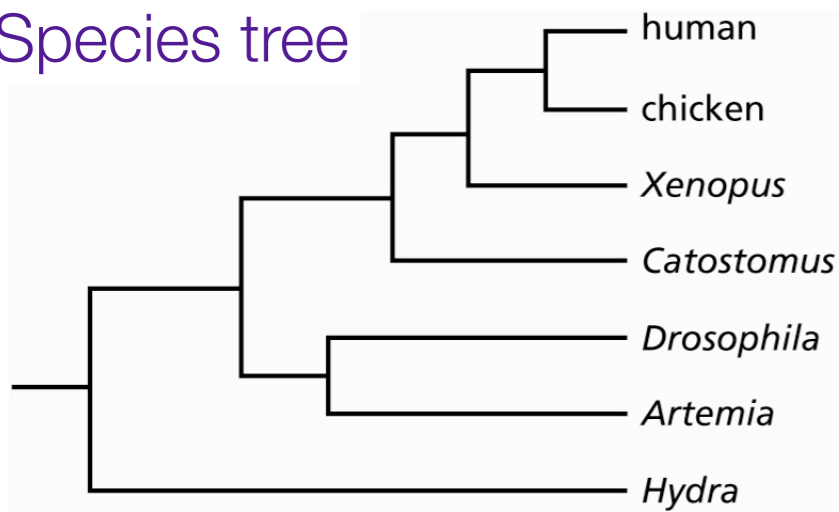 Species tree
human
chicken
Xenopus
Catostomus
Drosophila
Artemia
Hydra